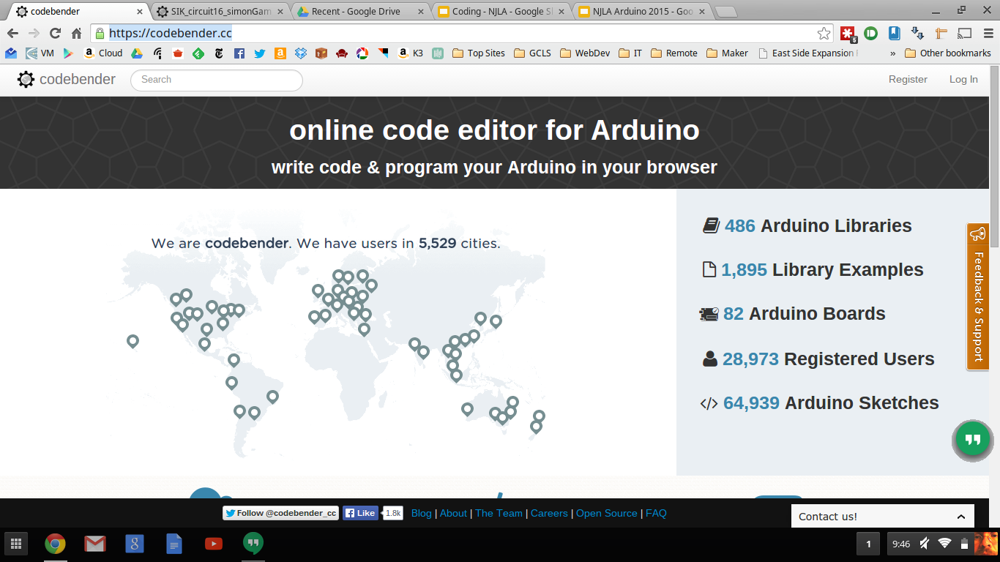 codebender
SIK_circuit16_simonGam
Recent - Google Drive
Coding - NJLA - Google Sl
NJLA Arduino 2015 - Goo
https://codebender.cc
5
VM
Cloud
K3
Top Sites
GCLS
WebDev
IT
Remote
Maker
East Side Expansion
»
Other bookmarks
codebender
Search
Register
Log In
online code editor for Arduino
write code & program your Arduino in your browser
We are codebender. We have users in 5,529 cities.
486 Arduino Libraries
1,895 Library Examples
82 Arduino Boards
28,973 Registered Users
64,939 Arduino Sketches
Feedback & Support
Follow @codebender_cc
Like
1.8k
Blog | About | The Team | Careers | Open Source | FAQ
Contact us!
1
9:46